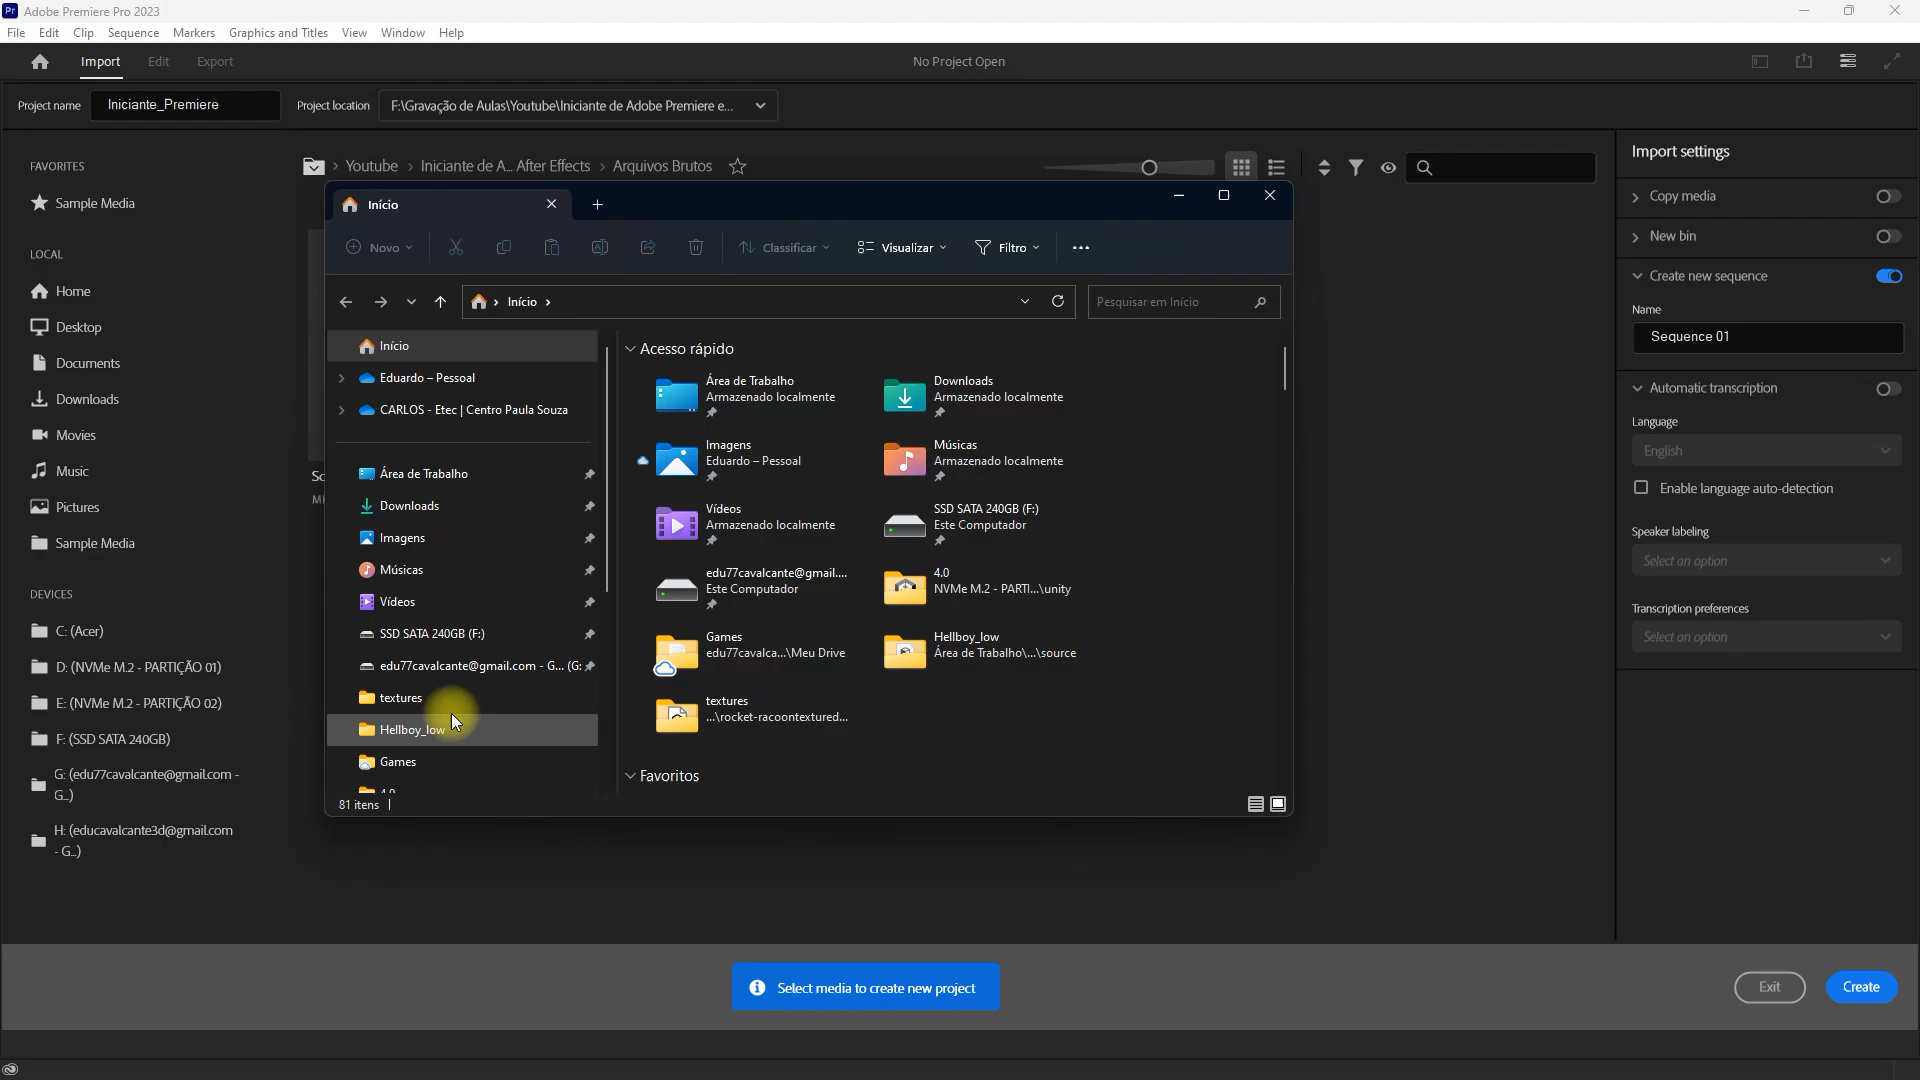 Pr Adobe Premiere Pro 2023
File Edit Clip Sequence Markers Graphics and Titles View Window Help
Import Edit Export
No Project Open
Project name Iniciante_Premiere Project location F:\Gravação de Aulas\Youtube\Iniciante de Adobe Premiere e...
FAVORITES
Sample Media
LOCAL
Home
Desktop
Documents
Downloads
Movies
Music
Pictures
Sample Media
DEVICES
C: (Acer)
D: (NVMe M.2 - PARTIÇÃO 01)
E: (NVMe M.2 - PARTIÇÃO 02)
F: (SSD SATA 240GB)
G: (edu77cavalcante@gmail.com -
G...)
H: (educavalcante3d@gmail.com
- G...)
Youtube › Iniciante de A... After Effects › Arquivos Brutos
Início
Novo Classificar Visualizar Filtro
Início
Pesquisar em Início
Início
Eduardo – Pessoal
CARLOS - Etec | Centro Paula Souza
Área de Trabalho
Downloads
Imagens
Músicas
Vídeos
SSD SATA 240GB (F:)
edu77cavalcante@gmail.com - G... (G:
textures
Hellboy_low
Games
4.0
81 itens
Acesso rápido
Área de Trabalho
Armazenado localmente
Downloads
Armazenado localmente
Imagens
Eduardo – Pessoal
Músicas
Armazenado localmente
Vídeos
Armazenado localmente
SSD SATA 240GB (F:)
Este Computador
edu77cavalcante@gmail....
Este Computador
4.0
NVMe M.2 - PARTI...\unity
Games
edu77cavalca...\Meu Drive
Hellboy_low
Área de Trabalho\...\source
textures
...\rocket-racoontextured...
Favoritos
Import settings
Copy media
New bin
Create new sequence
Name
Sequence 01
Automatic transcription
Language
English
Enable language auto-detection
Speaker labeling
Select an option
Transcription preferences
Select an option
Select media to create new project
Exit
Create